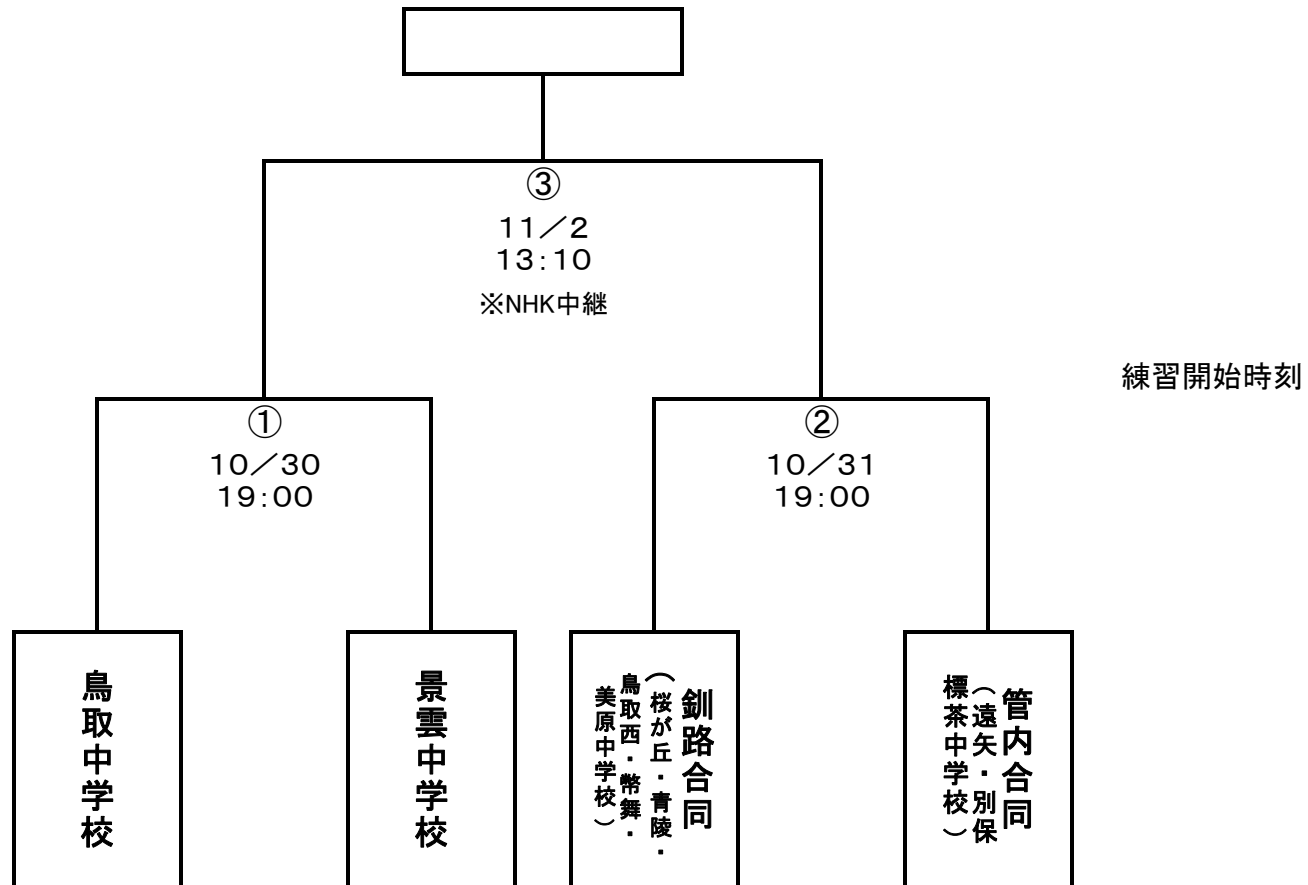 ③
11／2
13：10
※NHK中継
練習開始時刻
①
10／30
19：00
②
10／31
19：00
鳥取中学校
景雲中学校
釧路合同
（桜が丘・青陵・
鳥取西・幣舞・
美原中学校）
管内合同
（遠矢・別保
標茶中学校）